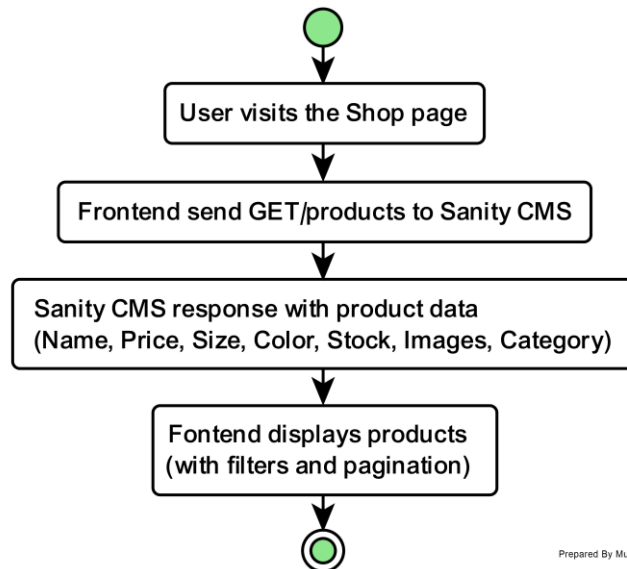 User visits the Shop page
Frontend send GET/products to Sanity CMS
Sanity CMS response with product data
(Name, Price, Size, Color, Stock, Images, Category)
Fontend displays products
(with filters and pagination)
Prepared By Mu